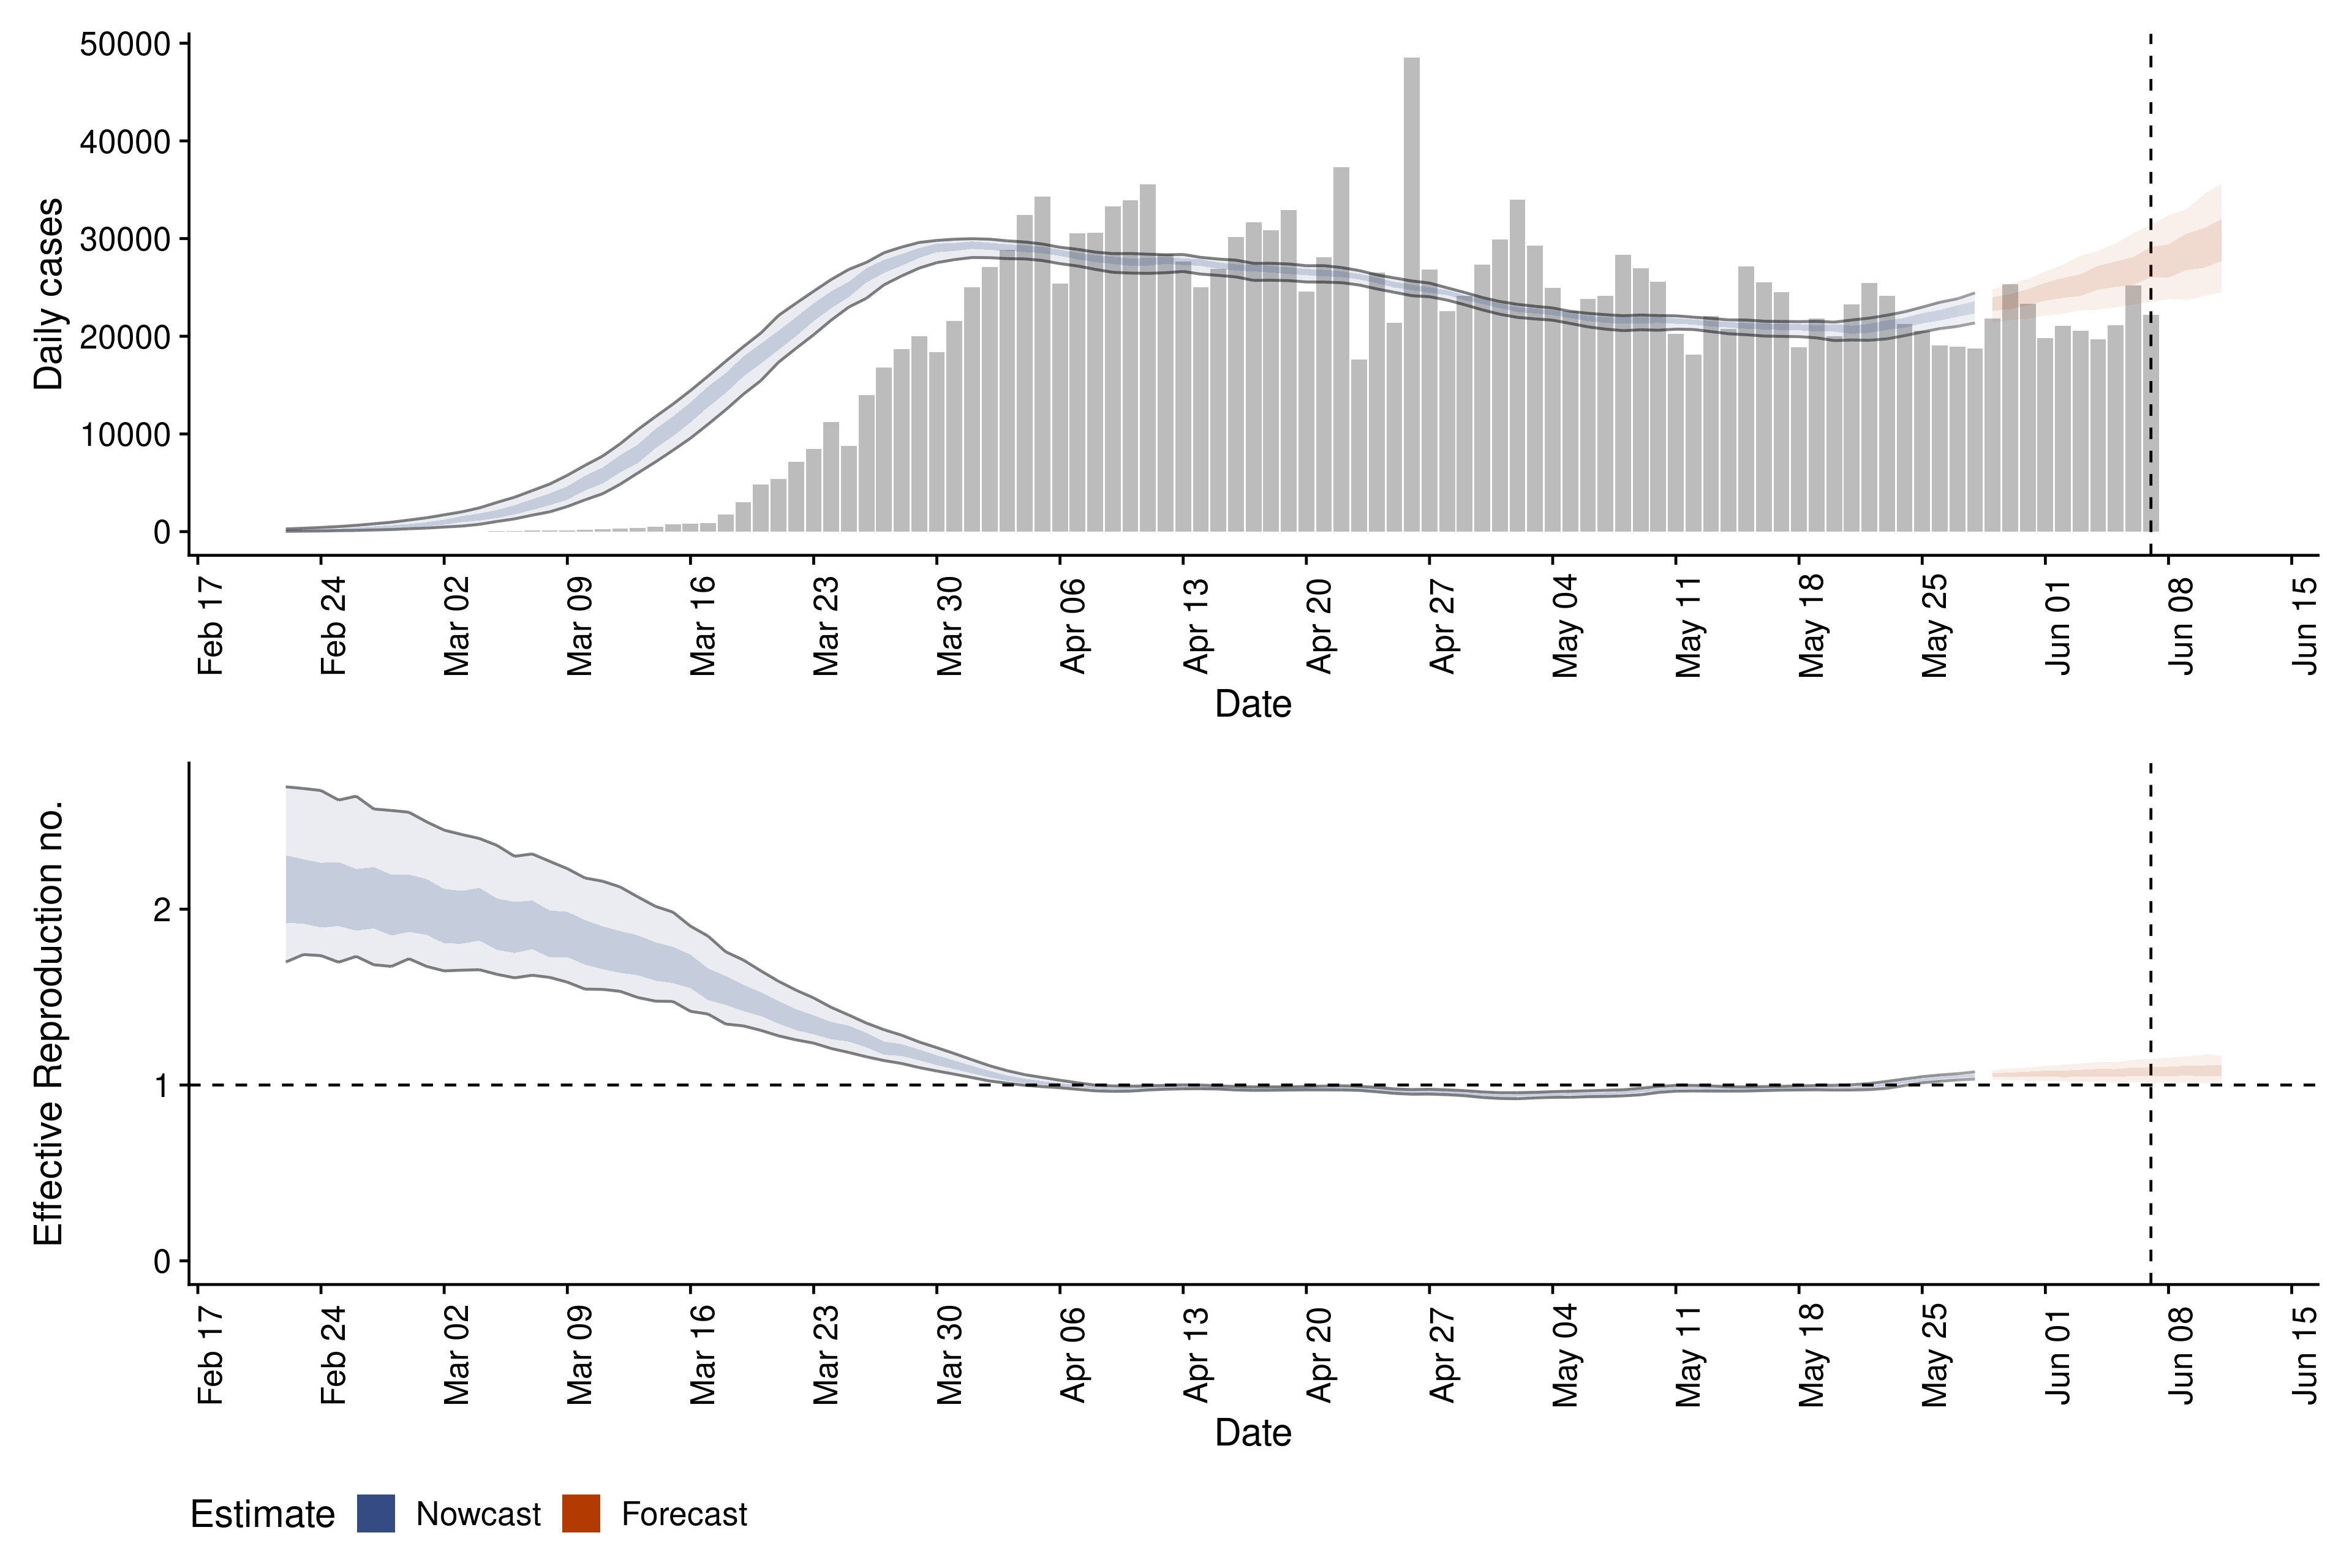 50000
40000
30000
20000
10000
0
Daily cases
Feb 17
Feb 24
Mar 02
Mar 09
Mar 16
Mar 23
Mar 30
Apr 06
Apr 13
Apr 20
Apr 27
May 04
May 11
May 18
May 25
Jun 01
Jun 08
Jun 15
Date
2
1
0
Effective Reproduction no.
Feb 17
Feb 24
Mar 02
Mar 09
Mar 16
Mar 23
Mar 30
Apr 06
Apr 13
Apr 20
Apr 27
May 04
May 11
May 18
May 25
Jun 01
Jun 08
Jun 15
Date
Estimate Nowcast Forecast